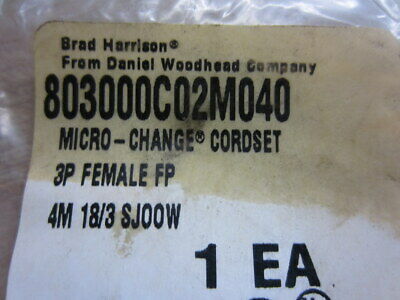 Brad Harrison®
From Daniel Woodhead Company
803000C02M040
MICRO-CHANGE® CORDSET
3P FEMALE FP
4M 18/3 SJOOW
1 EA